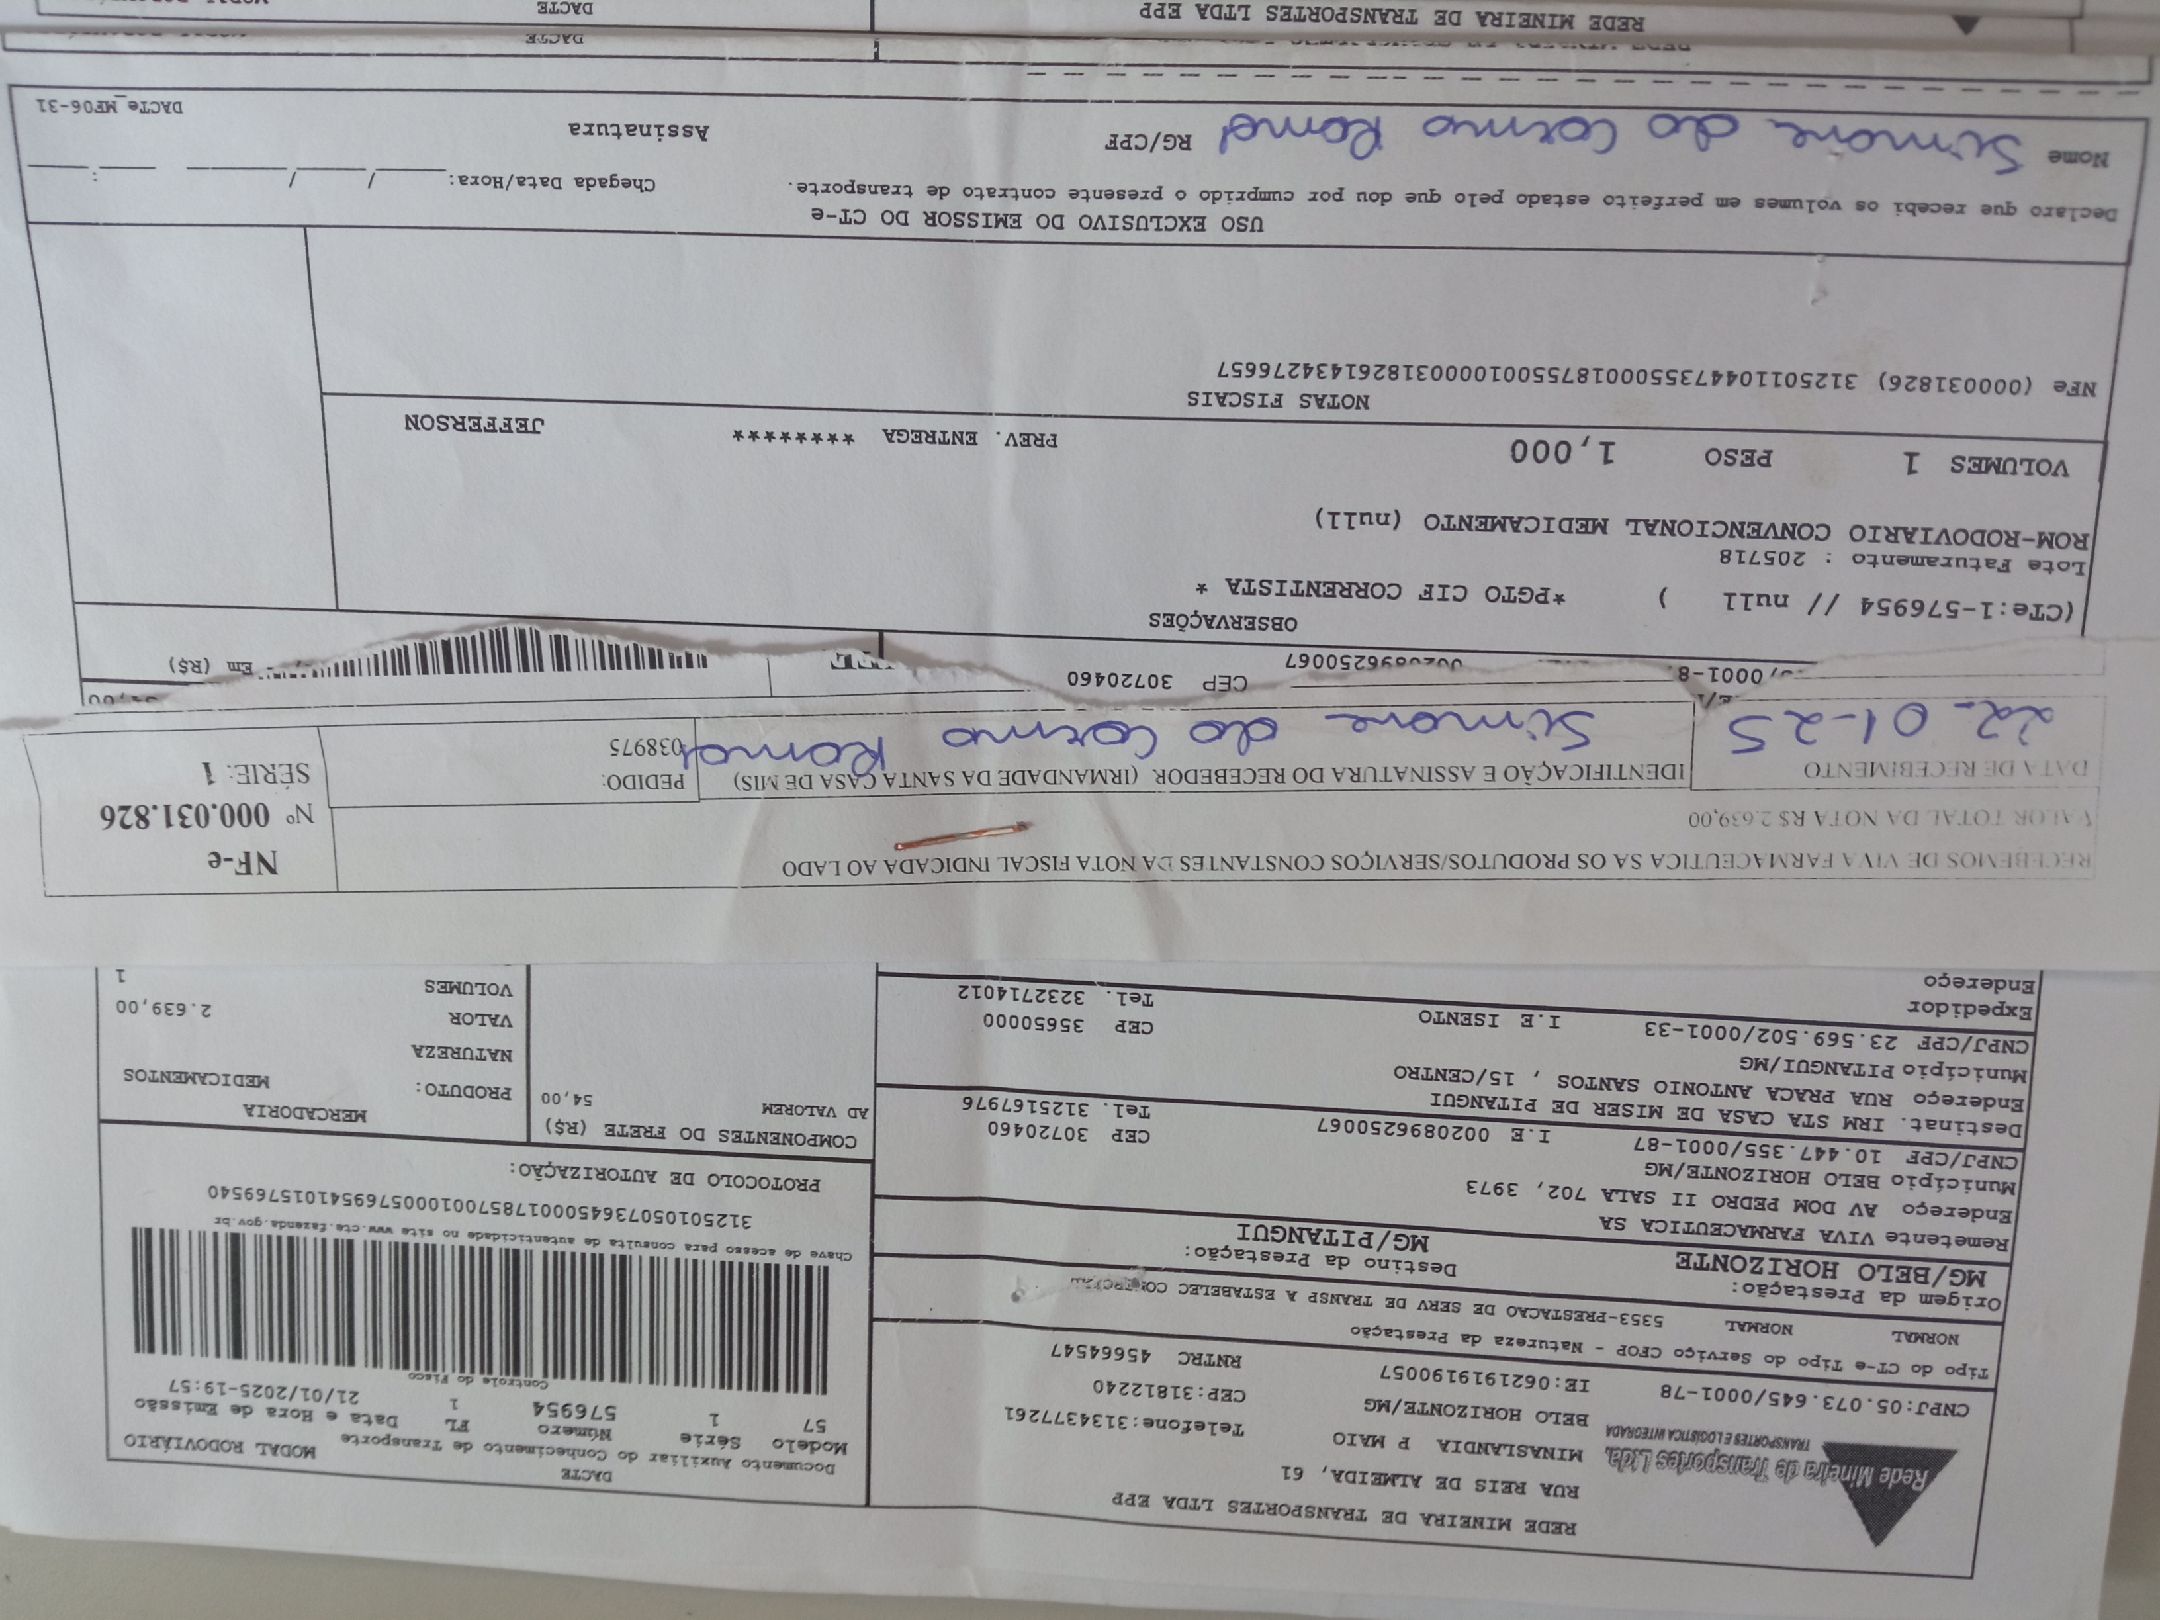 REDE MINEIRA DE TRANSPORTES LTDA EPP
RUA REIS DE ALMEIDA, 61
MINASLANDIA P MAIO Telefone:3134377261
BELO HORIZONTE/MG CEP:31812240
Rede Mineira de Transportes Ltda.
TRANSPORTES E LOGÍSTICA INTEGRADA
CNPJ:05.073.645/0001-78 IE:0621919190057 RNTRC 45664547
DACTE
Documento Auxiliar do Conhecimento de Transporte MODAL RODOVIÁRIO
Modelo Série Número FL Data e Hora de Emissão
57 1 576954 1 21/01/2025-19:57
Controle do Fisco
Chave de acesso para consulta de autenticidade no site www.cte.fazenda.gov.br
31250105073645000178570010005769541015769540
PROTOCOLO DE AUTORIZAÇÃO:
Tipo do CT-e Tipo do Serviço CFOP - Natureza da Prestação
NORMAL NORMAL 5353-PRESTACAO DE SERV DE TRANSP A ESTABELEC
Origem da Prestação: Destino da Prestação:
MG/BELO HORIZONTE MG/PITANGUI
Remetente VIVA FARMACEUTICA SA
Endereço AV DOM PEDRO II SALA 702, 3973
Município BELO HORIZONTE/MG CEP 30720460
CNPJ/CPF 10.447.355/0001-87 I.E 0020896250067 Tel. 3125167976
Destinat. IRM STA CASA DE MISER DE PITANGUI
Endereço RUA PRACA ANTONIO SANTOS , 15/CENTRO
Município PITANGUI/MG CEP 35650000
CNPJ/CPF 23.569.502/0001-33 I.E ISENTO Tel. 3232714012
Expedidor
Endereço
COMPONENTES DO FRETE (R$)
AD VALOREM 54,00
MERCADORIA
PRODUTO: MEDICAMENTOS
NATUREZA
VALOR 2.639,00
VOLUMES 1
RECEBEMOS DE VIVA FARMACEUTICA SA OS PRODUTOS/SERVIÇOS CONSTANTES DA NOTA FISCAL INDICADA AO LADO
VALOR TOTAL DA NOTA R$ 2.639,00
NF-e
Nº 000.031.826
SÉRIE: 1
DATA DE RECEBIMENTO
22-01-25
IDENTIFICAÇÃO E ASSINATURA DO RECEBEDOR (IRMANDADE DA SANTA CASA DE MIS)
Simone do Carmo
PEDIDO:
038975
/0001-8 0020896250067 CEP 30720460
Em (R$)
OBSERVAÇÕES
(CTe:1-576954 // null ) *PGTO CIF CORRENTISTA *
Lote Faturamento : 205718
ROM-RODOVIARIO CONVENCIONAL MEDICAMENTO (null)
VOLUMES 1 PESO 1,000 PREV. ENTREGA ******** JEFFERSON
NOTAS FISCAIS
NFe (000031826) 31250110447355000187550010000318261434276657
USO EXCLUSIVO DO EMISSOR DO CT-e
Declaro que recebi os volumes em perfeito estado pelo que dou por cumprido o presente contrato de transporte.
Chegada Data/Hora: / / :
Nome Simone do Carmo RG/CPF Assinatura
DACTe_MF06-31
DACTE
REDE MINEIRA DE TRANSPORTES LTDA EPP
DACTE